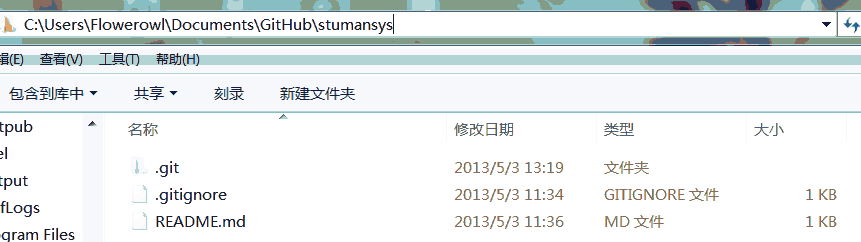 C:\Users\Flowerowl\Documents\GitHub\stumansys
辑(E) 查看(V) 工具(T) 帮助(H)
包含到库中 共享 刻录 新建文件夹
名称 修改日期 类型 大小
tpub
el
tput
fLogs
ogram Files
.git 2013/5/3 13:19 文件夹
.gitignore 2013/5/3 11:34 GITIGNORE 文件 1 KB
README.md 2013/5/3 11:36 MD 文件 1 KB